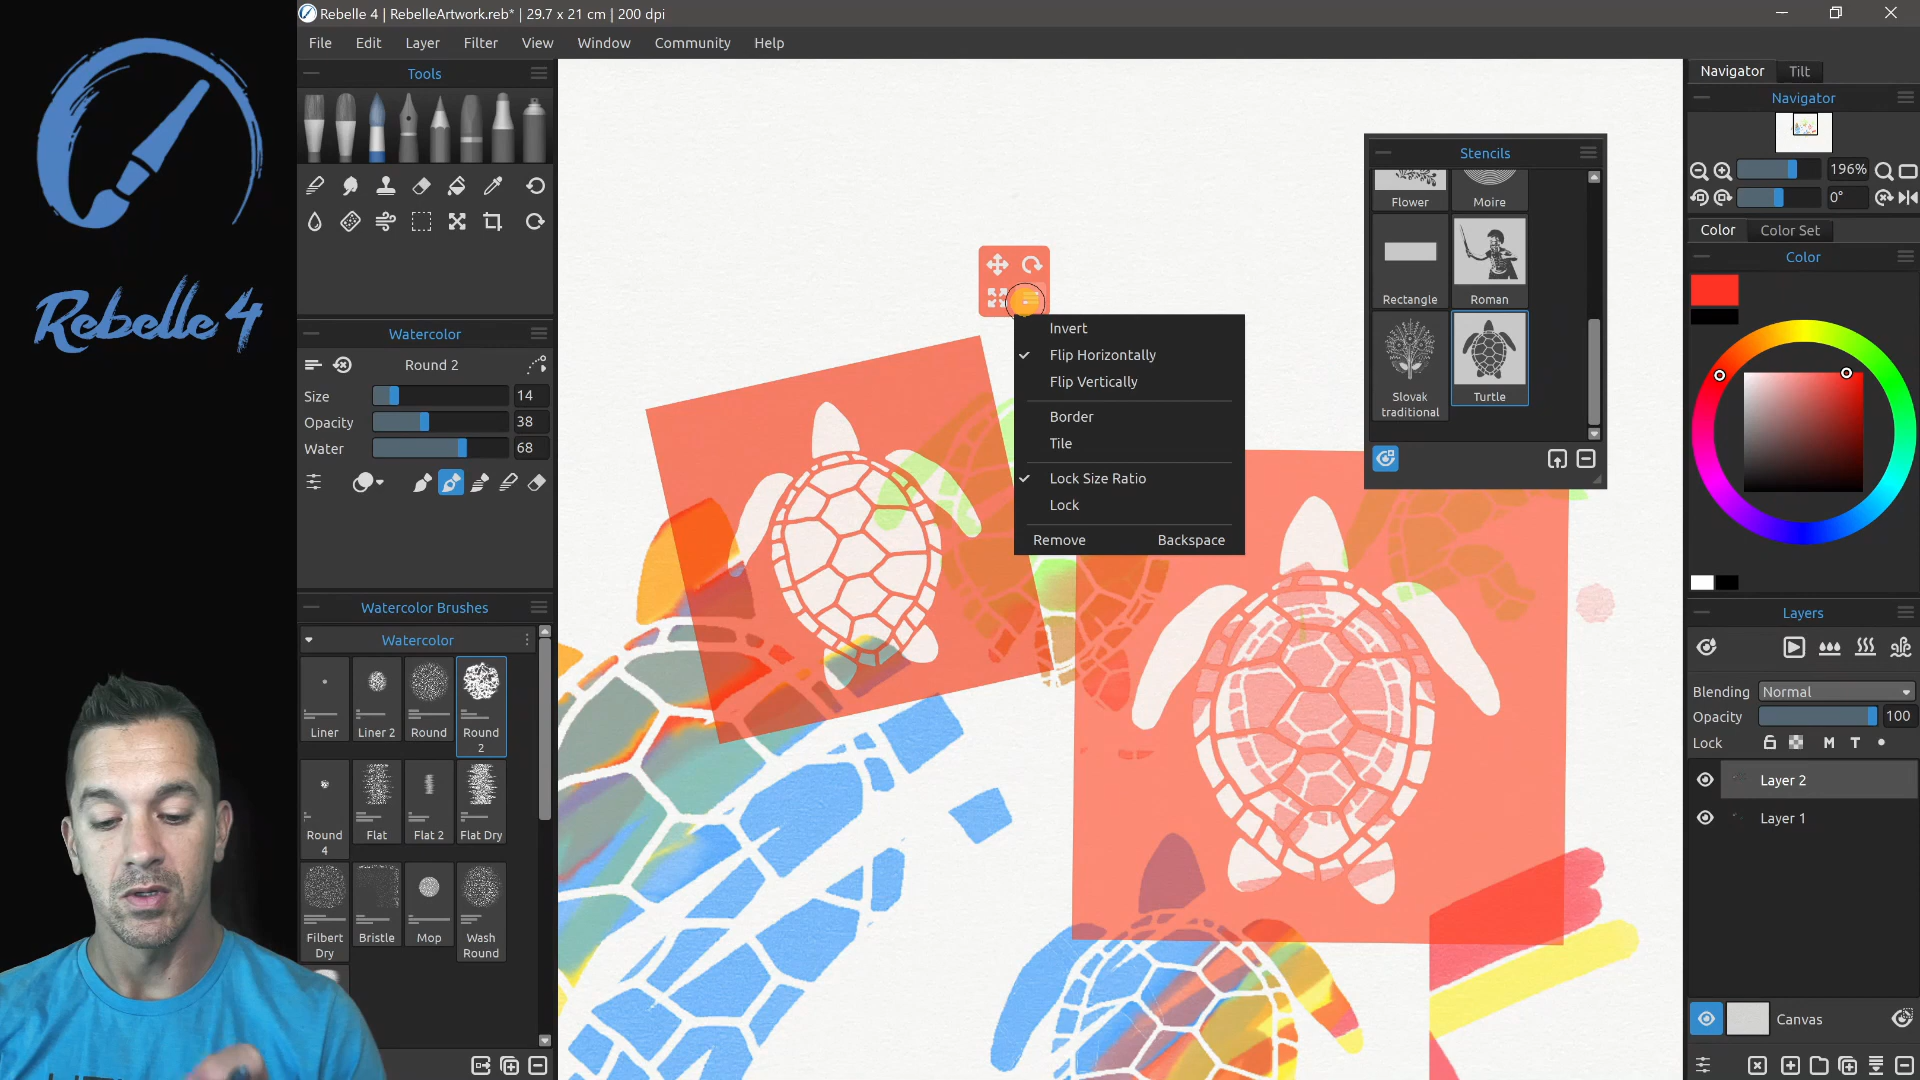 Rebelle 4 | RebelleArtwork.reb* | 29.7 x 21 cm | 200 dpi
File Edit Layer Filter View Window Community Help
Rebelle 4
Tools
Watercolor
Round 2
Size 14
Opacity 38
Water 68
Watercolor Brushes
Watercolor
Liner
Liner 2
Round
Round 2
Round 4
Flat
Flat 2
Flat Dry
Filbert Dry
Bristle
Mop
Wash Round
Invert
Flip Horizontally
Flip Vertically
Border
Tile
Lock Size Ratio
Lock
Remove Backspace
Stencils
Flower
Moire
Rectangle
Roman
Slovak traditional
Turtle
Navigator Tilt
Navigator
196%
0°
Color Color Set
Color
Layers
Blending Normal
Opacity 100
Lock M T
Layer 2
Layer 1
Canvas